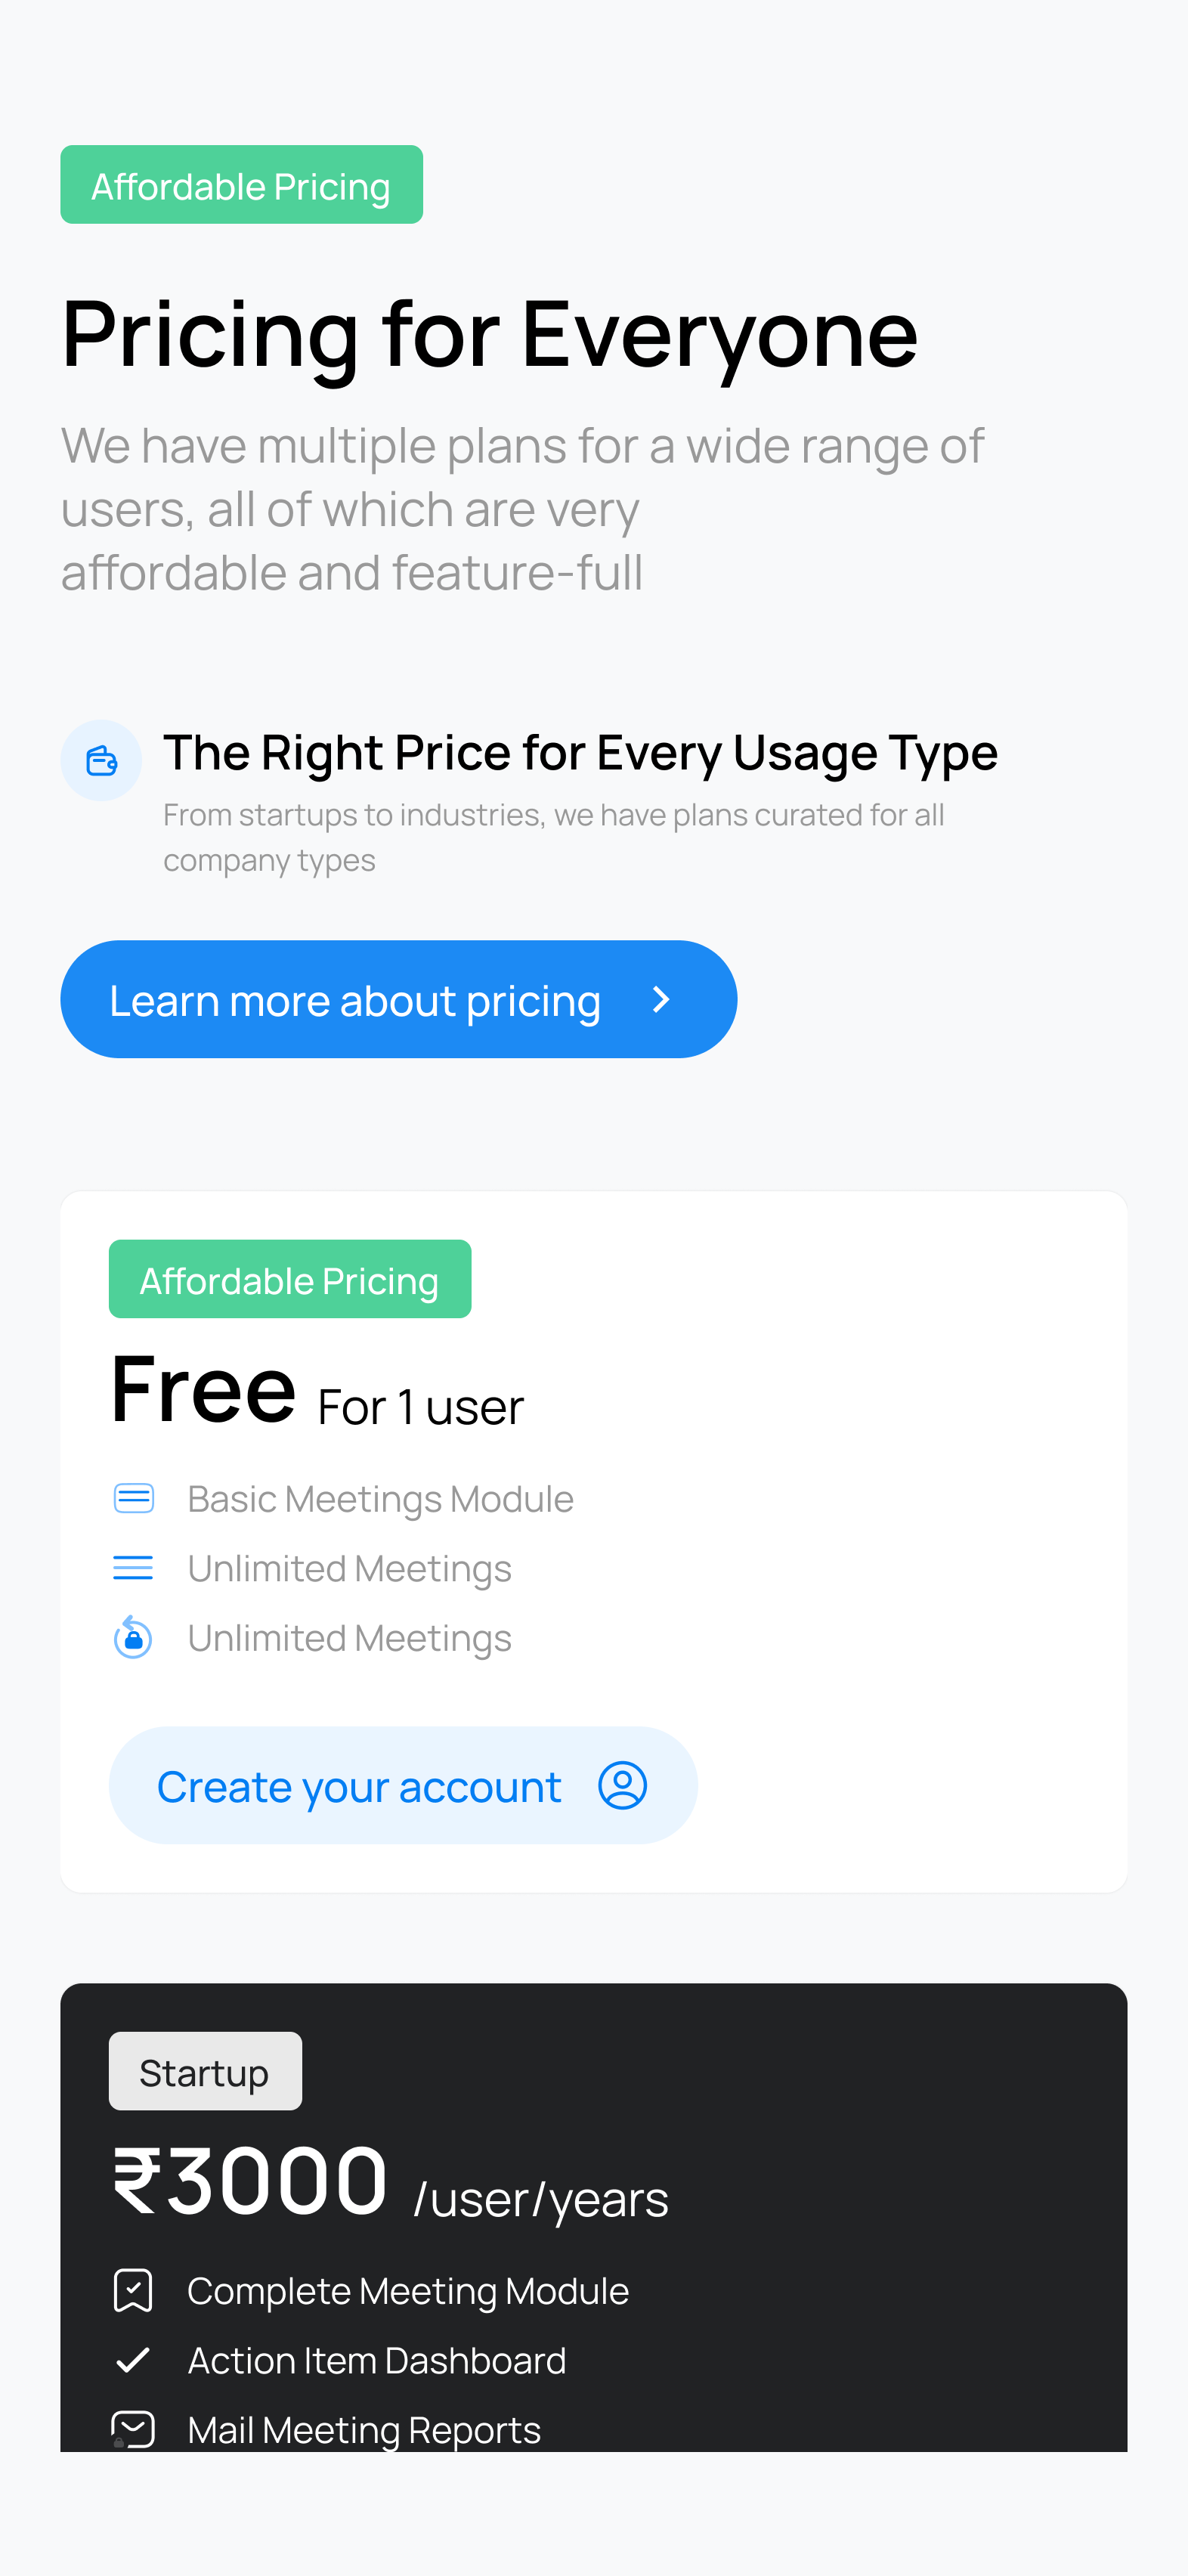 Affordable Pricing
Pricing for Everyone
We have multiple plans for a wide range of
users, all of which are very
affordable and feature-full
The Right Price for Every Usage Type
From startups to industries, we have plans curated for all
company types
Learn more about pricing
Affordable Pricing
Free For 1 user
Basic Meetings Module
Unlimited Meetings
Unlimited Meetings
Create your account
Startup
₹3000 /user/years
Complete Meeting Module
Action Item Dashboard
Mail Meeting Reports